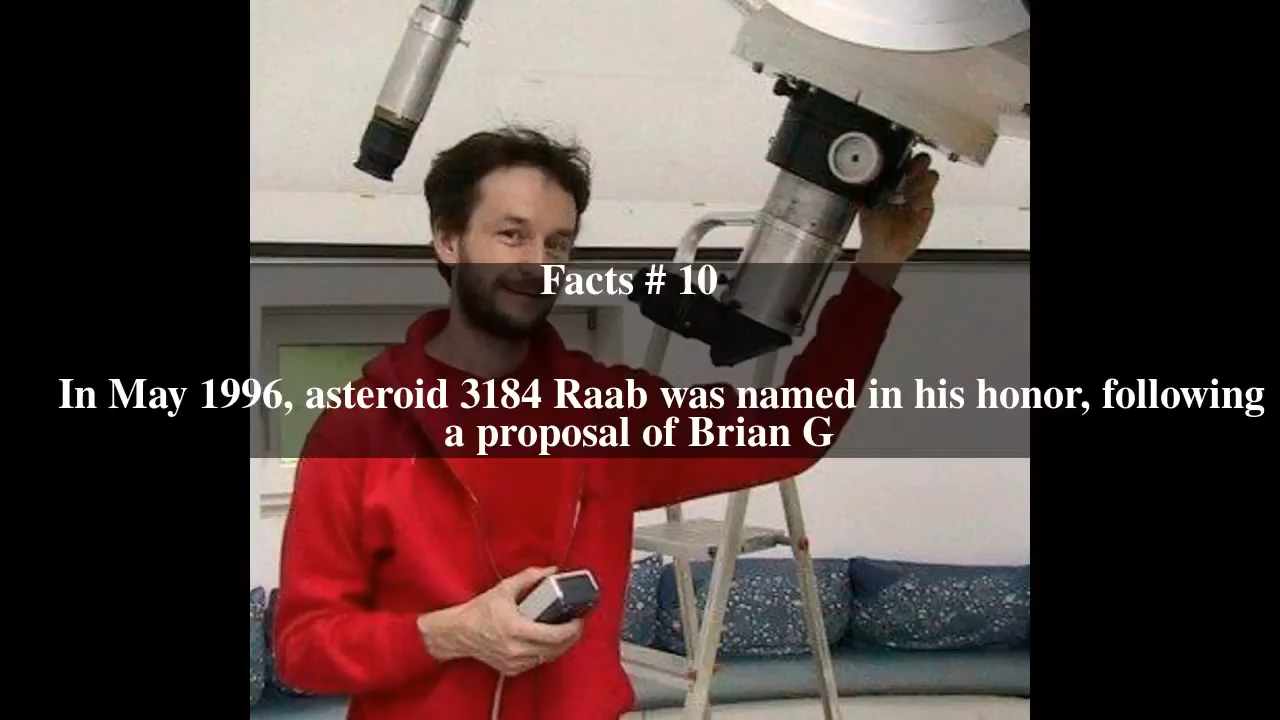 Facts # 10
In May 1996, asteroid 3184 Raab was named in his honor, following
a proposal of Brian G